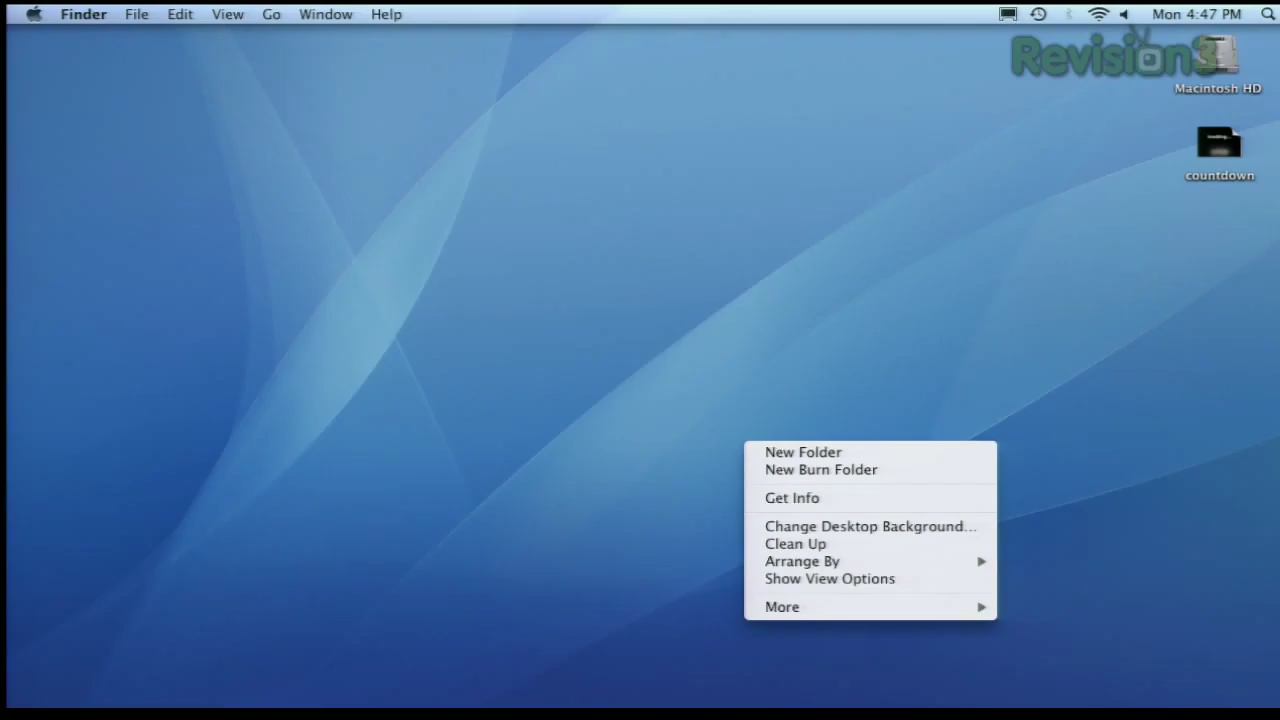 Finder File Edit View Go Window Help Mon 4:47 PM
Revision3
Macintosh HD
countdown
New Folder
New Burn Folder
Get Info
Change Desktop Background...
Clean Up
Arrange By
Show View Options
More